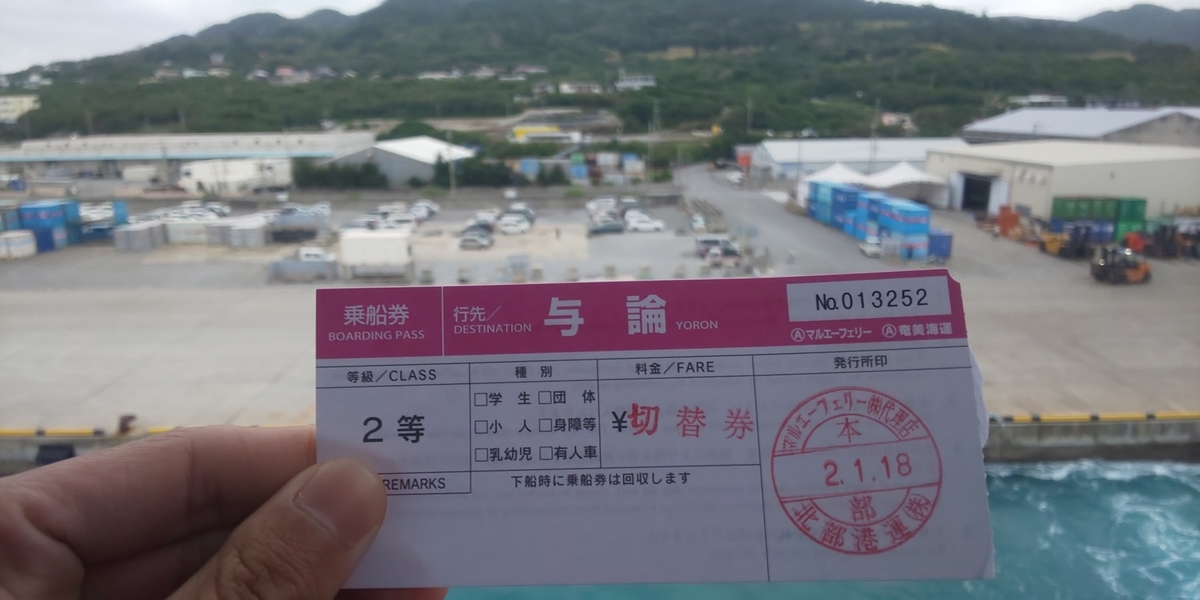 乗船券
BOARDING PASS
行先／
DESTINATION
与論
YORON
No.013252
Ⓐマルエーフェリー Ⓐ奄美海運
等級／CLASS
種別
料金／FARE
発行所印
2等
□学生 □団体
□小人 □身障等
□乳幼児 □有人車
¥切替券
REMARKS
下船時に乗船券は回収します
マルエーフェリー㈱代理店
本
2.1.18
部
北部港運㈱